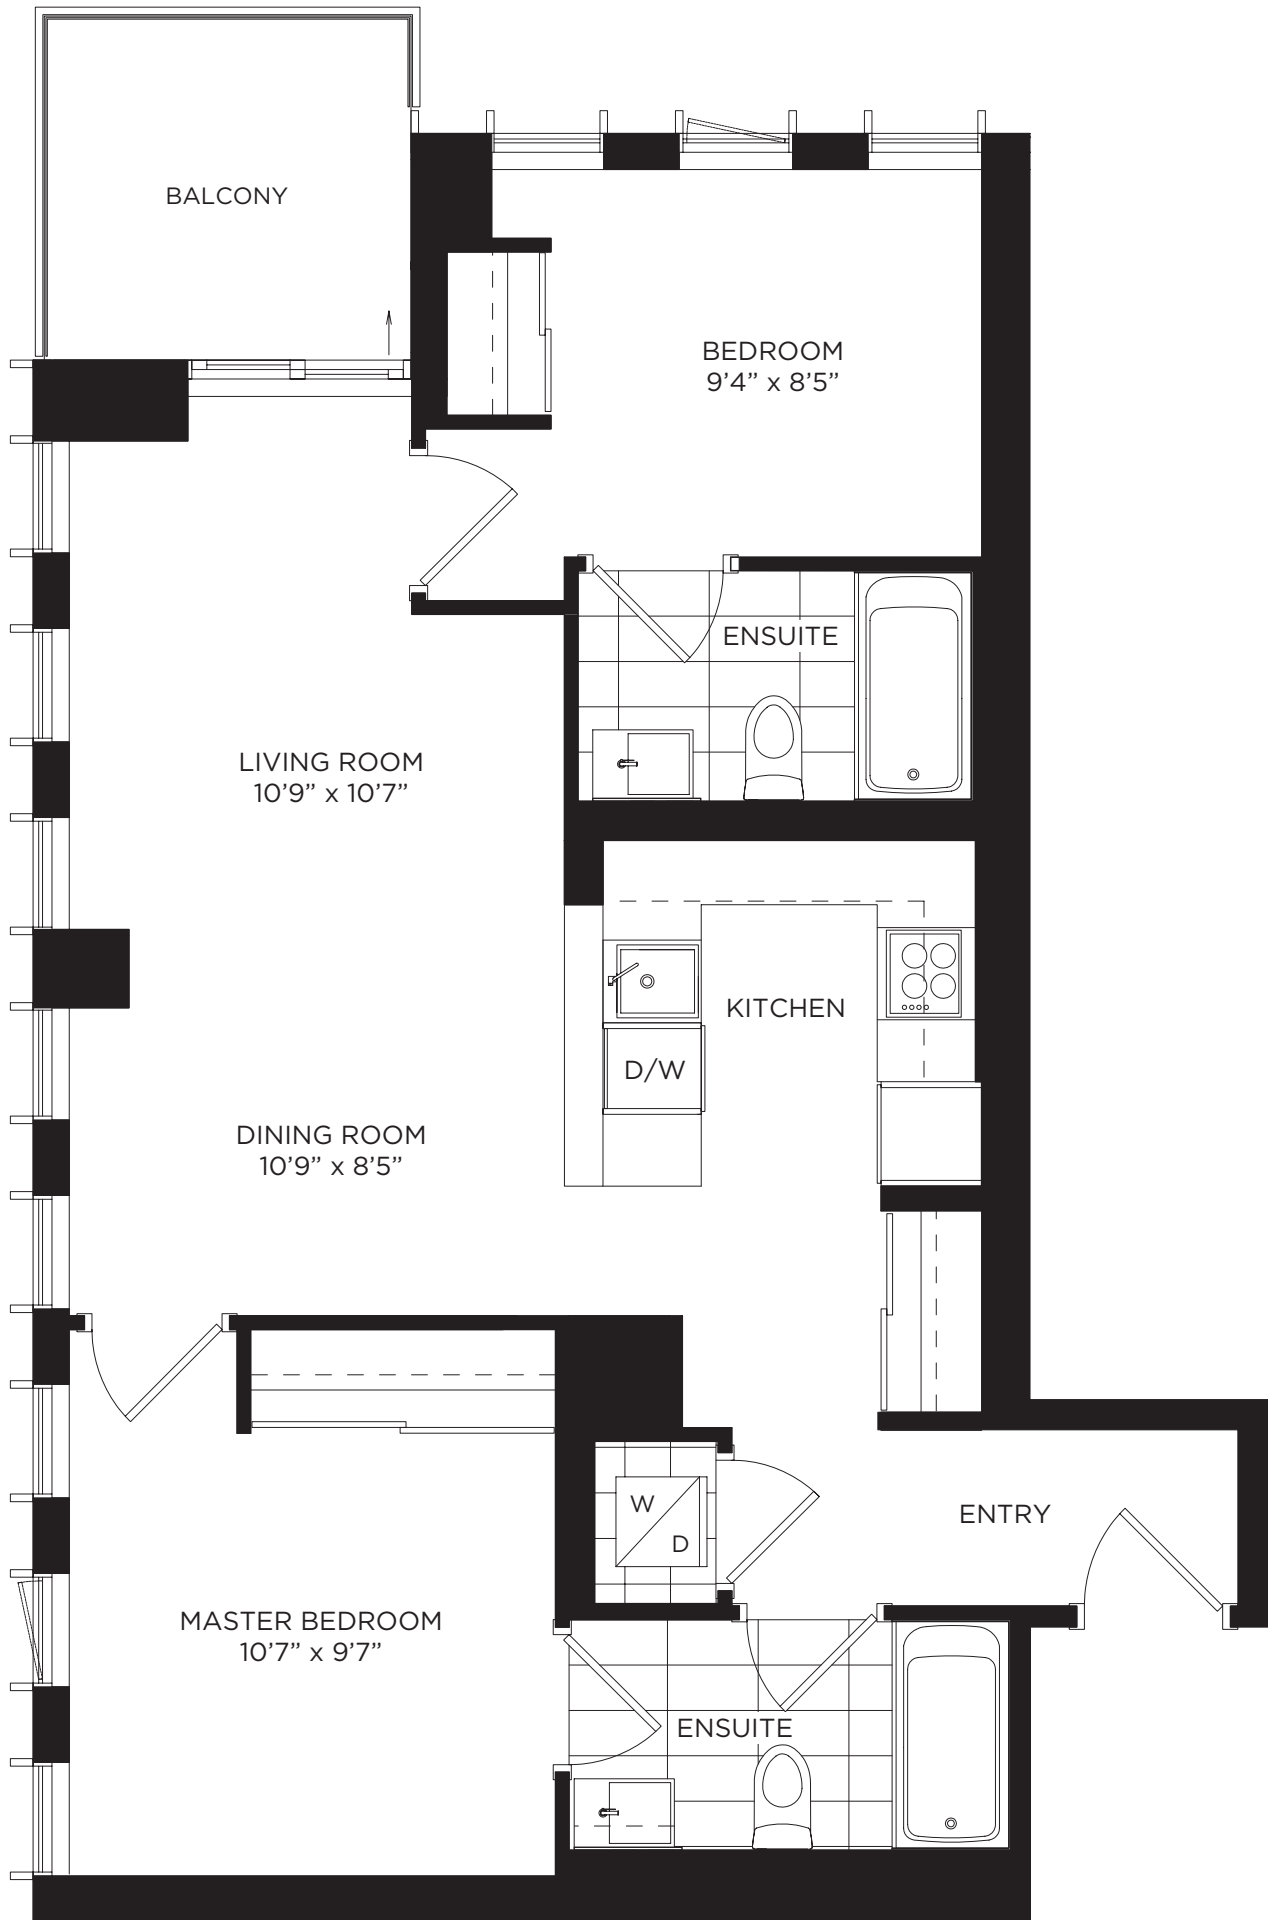 BALCONY
BEDROOM
9’4” x 8’5”
ENSUITE
LIVING ROOM
10’9” x 10’7”
KITCHEN
D/W
DINING ROOM
10’9” x 8’5”
W
D
ENTRY
MASTER BEDROOM
10’7” x 9’7”
ENSUITE